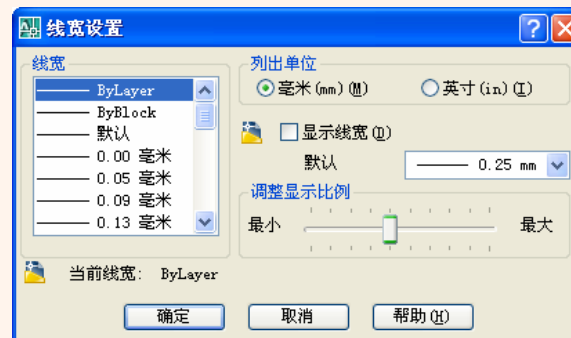 线宽设置
线宽
ByLayer
ByBlock
默认
0.00 毫米
0.05 毫米
0.09 毫米
0.13 毫米
列出单位
毫米(mm)(M)
英寸(in)(I)
显示线宽(D)
默认
0.25 mm
调整显示比例
最小
最大
当前线宽: ByLayer
确定
取消
帮助(H)